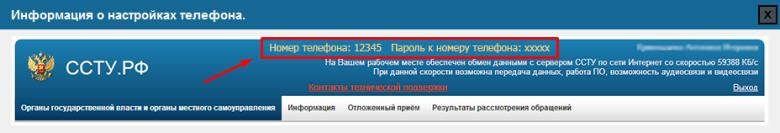 Информация о настройках телефона.
X
Номер телефона: 12345 Пароль к номеру телефона: xxxxx
ССТУ.РФ
На Вашем рабочем месте обеспечен обмен данными с сервером ССТУ по сети Интернет со скоростью 59388 Кб/с
При данной скорости возможна передача данных, работа ПО, возможность аудиосвязи и видеосвязи
Контакты технической поддержки
Выход
Органы государственной власти и органы местного самоуправления Информация Отложенный приём Результаты рассмотрения обращений